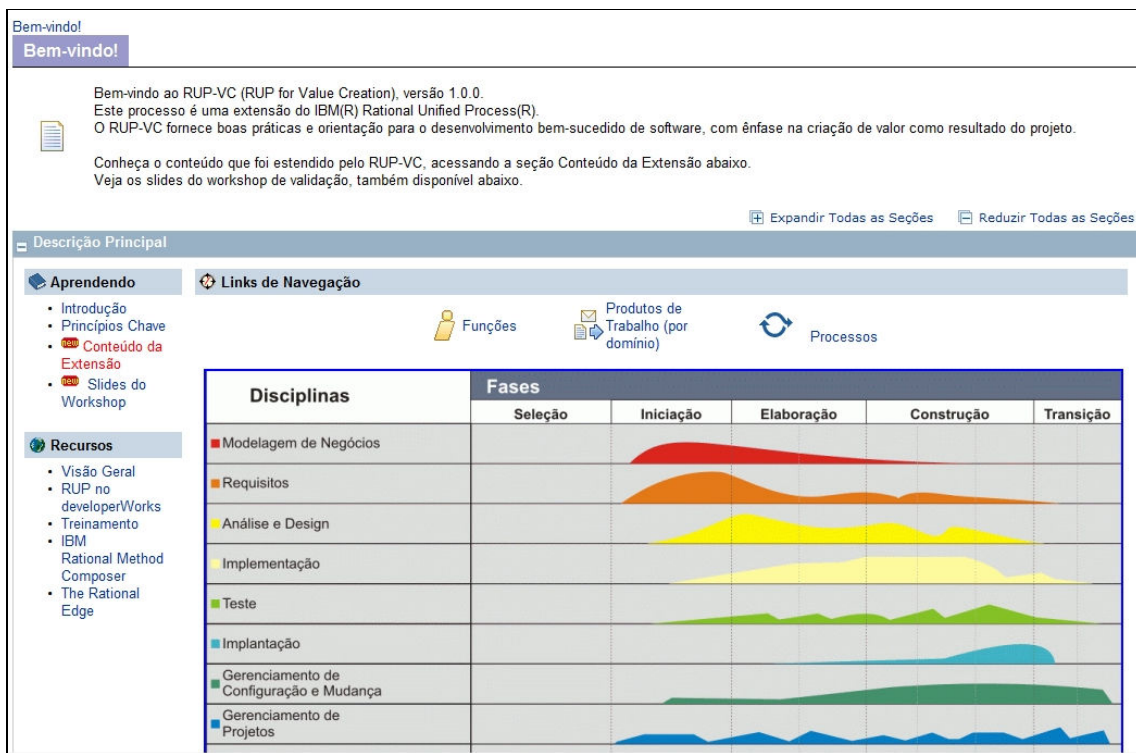 Bem-vindo!
Bem-vindo!
Bem-vindo ao RUP-VC (RUP for Value Creation), versão 1.0.0.
Este processo é uma extensão do IBM(R) Rational Unified Process(R).
O RUP-VC fornece boas práticas e orientação para o desenvolvimento bem-sucedido de software, com ênfase na criação de valor como resultado do projeto.
Conheça o conteúdo que foi estendido pelo RUP-VC, acessando a seção Conteúdo da Extensão abaixo.
Veja os slides do workshop de validação, também disponível abaixo.
Expandir Todas as Seções Reduzir Todas as Seções
Descrição Principal
Aprendendo
Introdução
Princípios Chave
new Conteúdo da
Extensão
new Slides do
Workshop
Recursos
Visão Geral
RUP no
developerWorks
Treinamento
IBM
Rational Method
Composer
The Rational
Edge
Links de Navegação
Funções
Produtos de
Trabalho (por
domínio)
Processos
Disciplinas
Fases
Seleção Iniciação Elaboração Construção Transição
Modelagem de Negócios
Requisitos
Análise e Design
Implementação
Teste
Implantação
Gerenciamento de
Configuração e Mudança
Gerenciamento de
Projetos